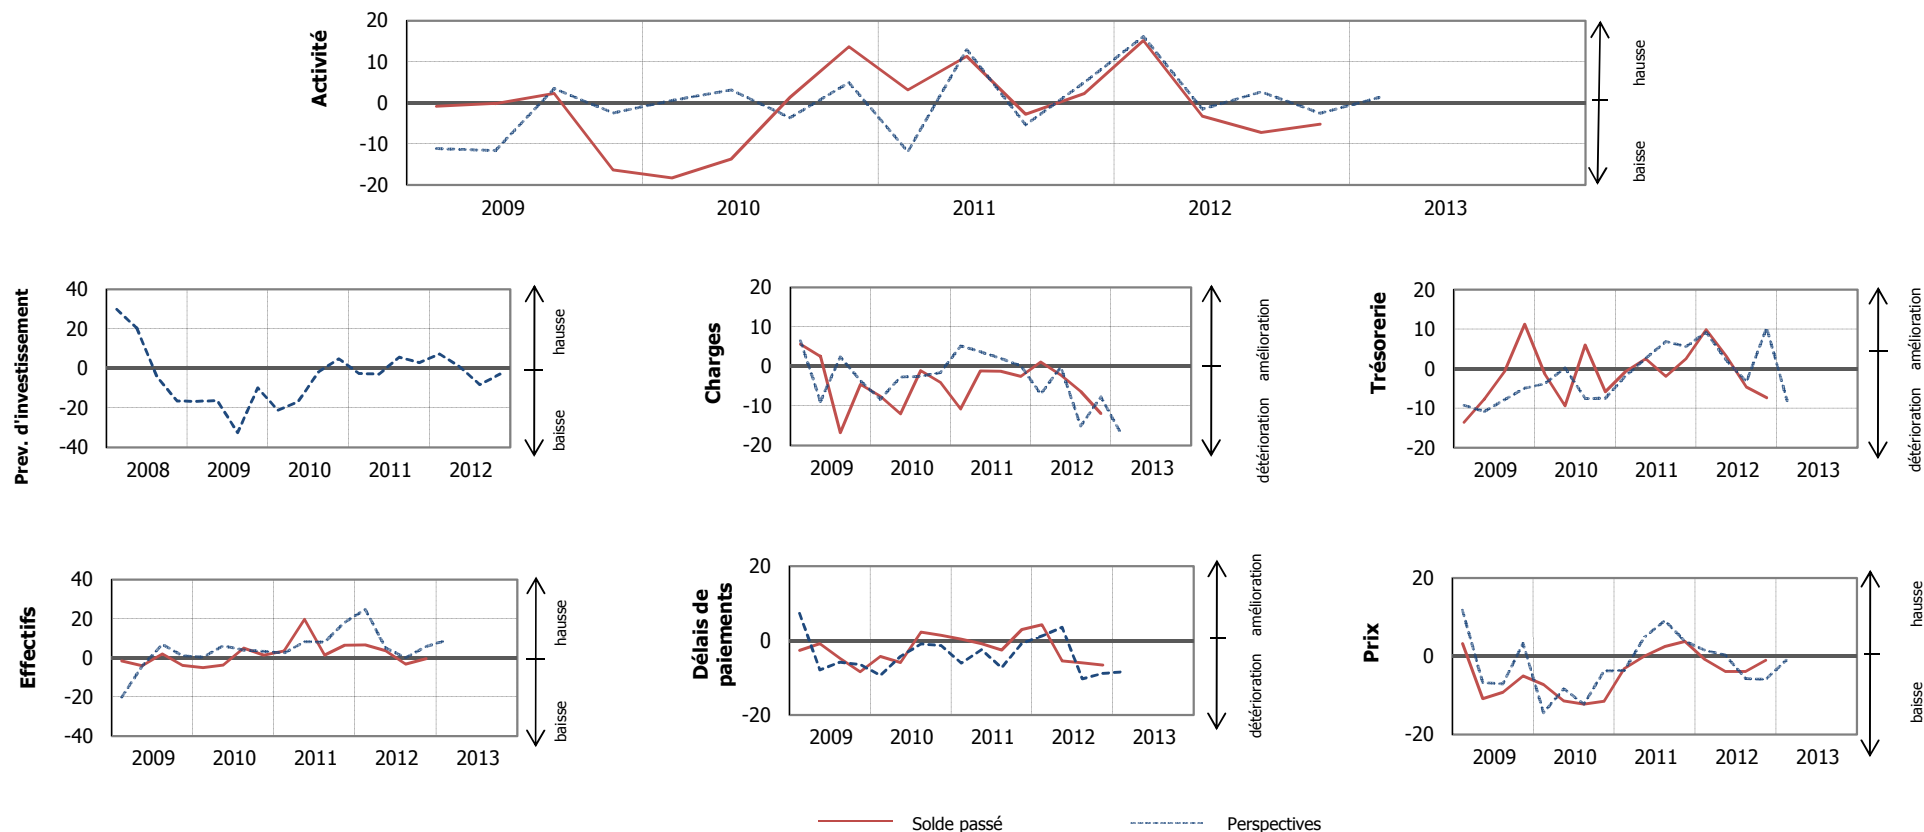 Activité
20
10
0
-10
-20
2009 2010 2011 2012 2013
hausse
baisse
Prev. d'investissement
40
20
0
-20
-40
2008 2009 2010 2011 2012
hausse
baisse
Charges
20
10
0
-10
-20
2009 2010 2011 2012 2013
amélioration
détérioration
Trésorerie
20
10
0
-10
-20
2009 2010 2011 2012 2013
amélioration
détérioration
Effectifs
40
20
0
-20
-40
2009 2010 2011 2012 2013
hausse
baisse
Délais de
paiements
20
0
-20
2009 2010 2011 2012 2013
amélioration
détérioration
Prix
20
0
-20
2009 2010 2011 2012 2013
hausse
baisse
Solde passé Perspectives